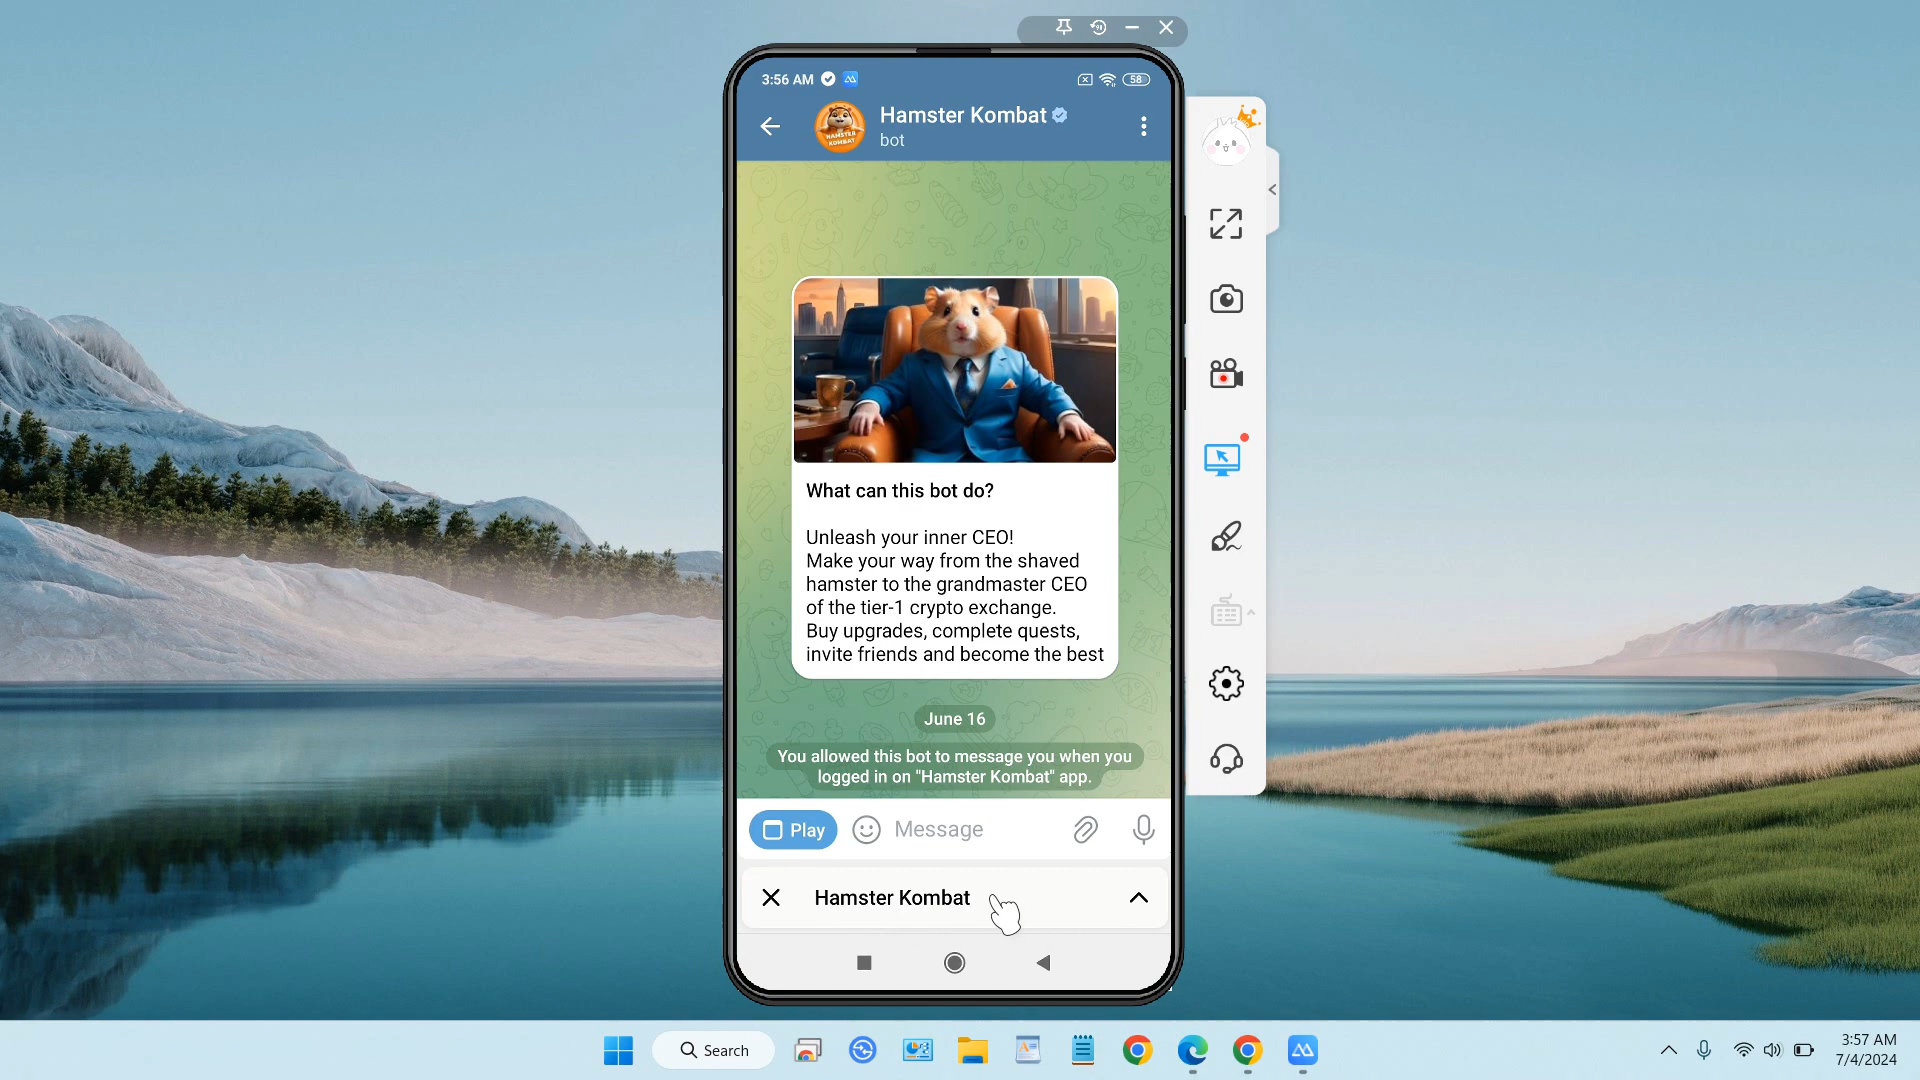 3:56 AM
58
Hamster Kombat
bot
HAMSTER
KOMBAT
What can this bot do?
Unleash your inner CEO!
Make your way from the shaved
hamster to the grandmaster CEO
of the tier-1 crypto exchange.
Buy upgrades, complete quests,
invite friends and become the best
June 16
You allowed this bot to message you when you
logged in on "Hamster Kombat" app.
Play
Message
Hamster Kombat
Search
3:57 AM
7/4/2024